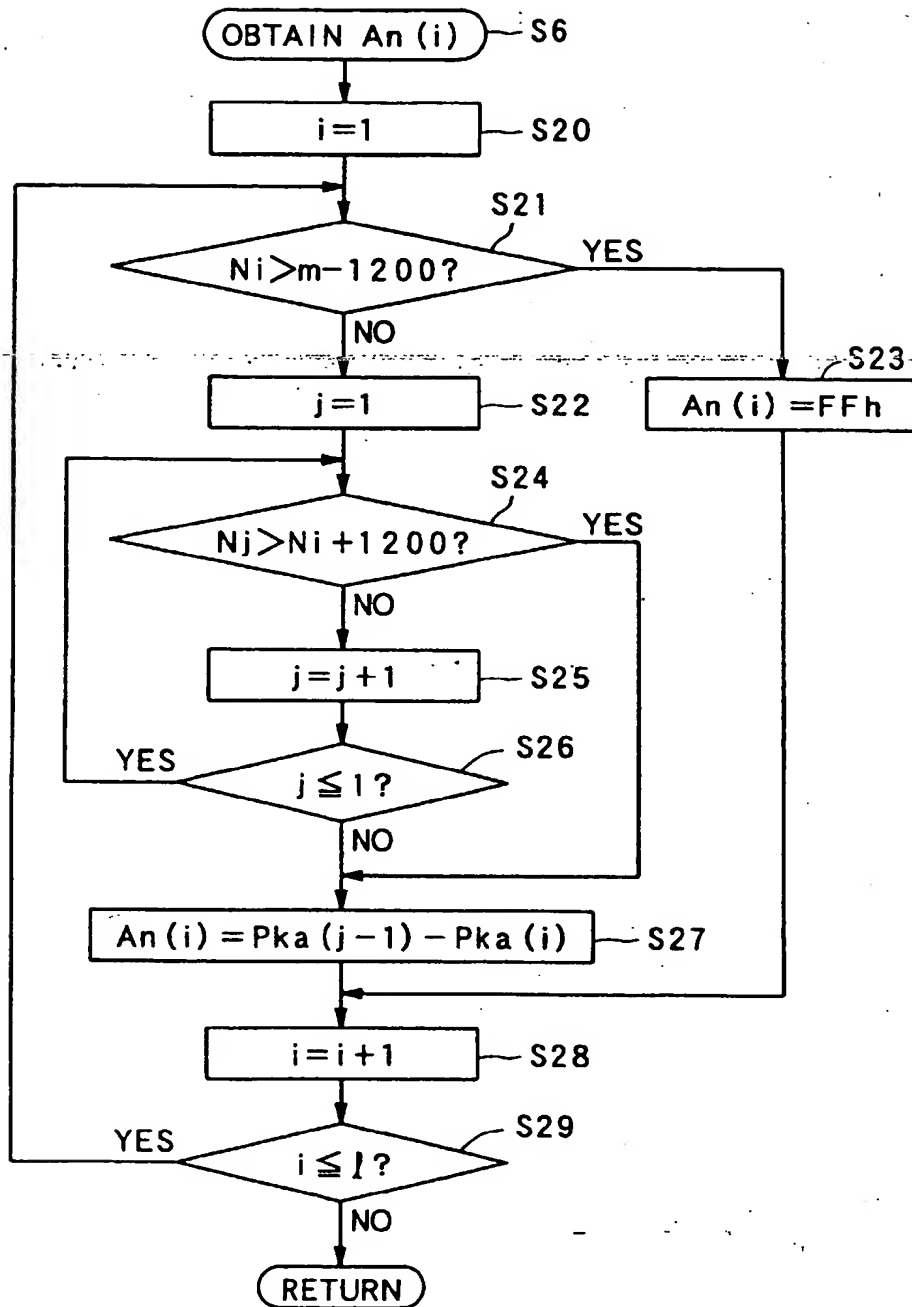 OBTAIN An(i)
S6
i=1
S20
S21
Ni>m-1200?
YES
NO
S23
j=1
S22
An(i)=FFh
S24
Nj>Ni+1200?
YES
NO
j=j+1
S25
S26
YES
j≦1?
NO
An(i)=Pka(j-1)-Pka(i)
S27
i=i+1
S28
S29
YES
i≦l?
NO
RETURN